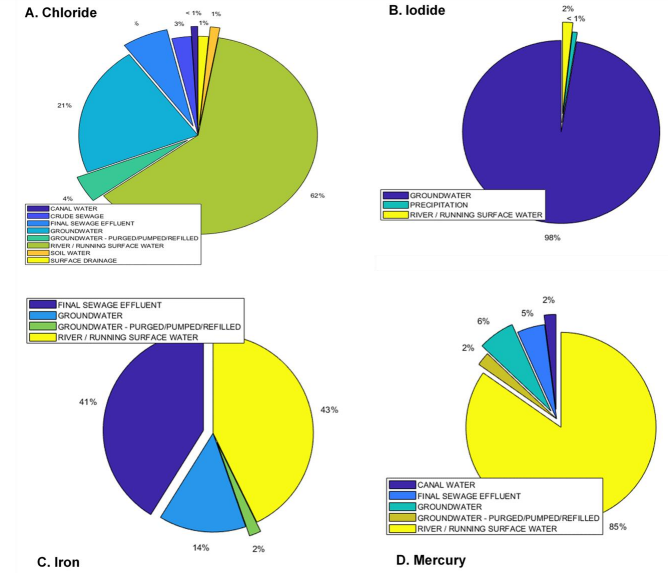 A. Chloride
3%
< 1%
1%
1%
21%
4%
62%
CANAL WATER
CRUDE SEWAGE
FINAL SEWAGE EFFLUENT
GROUNDWATER
GROUNDWATER - PURGED/PUMPED/REFILLED
RIVER / RUNNING SURFACE WATER
SOIL WATER
SURFACE DRAINAGE
B. Iodide
2%
< 1%
GROUNDWATER
PRECIPITATION
RIVER / RUNNING SURFACE WATER
98%
FINAL SEWAGE EFFLUENT
GROUNDWATER
GROUNDWATER - PURGED/PUMPED/REFILLED
RIVER / RUNNING SURFACE WATER
41%
43%
14%
2%
C. Iron
2%
5%
6%
2%
CANAL WATER
FINAL SEWAGE EFFLUENT
GROUNDWATER
GROUNDWATER - PURGED/PUMPED/REFILLED
RIVER / RUNNING SURFACE WATER
85%
D. Mercury